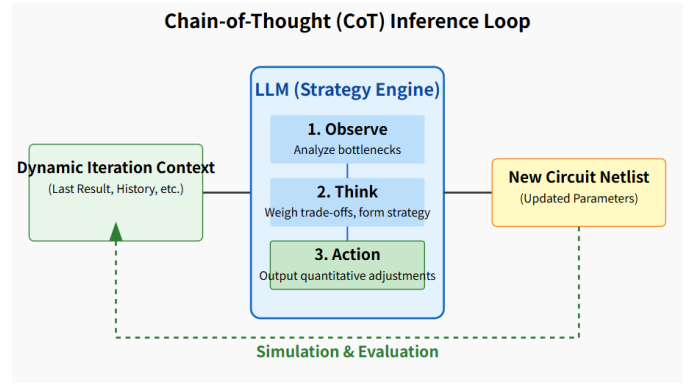 Chain-of-Thought (CoT) Inference Loop
Dynamic Iteration Context
(Last Result, History, etc.)
LLM (Strategy Engine)
1. Observe
Analyze bottlenecks
2. Think
Weigh trade-offs, form strategy
3. Action
Output quantitative adjustments
New Circuit Netlist
(Updated Parameters)
Simulation & Evaluation